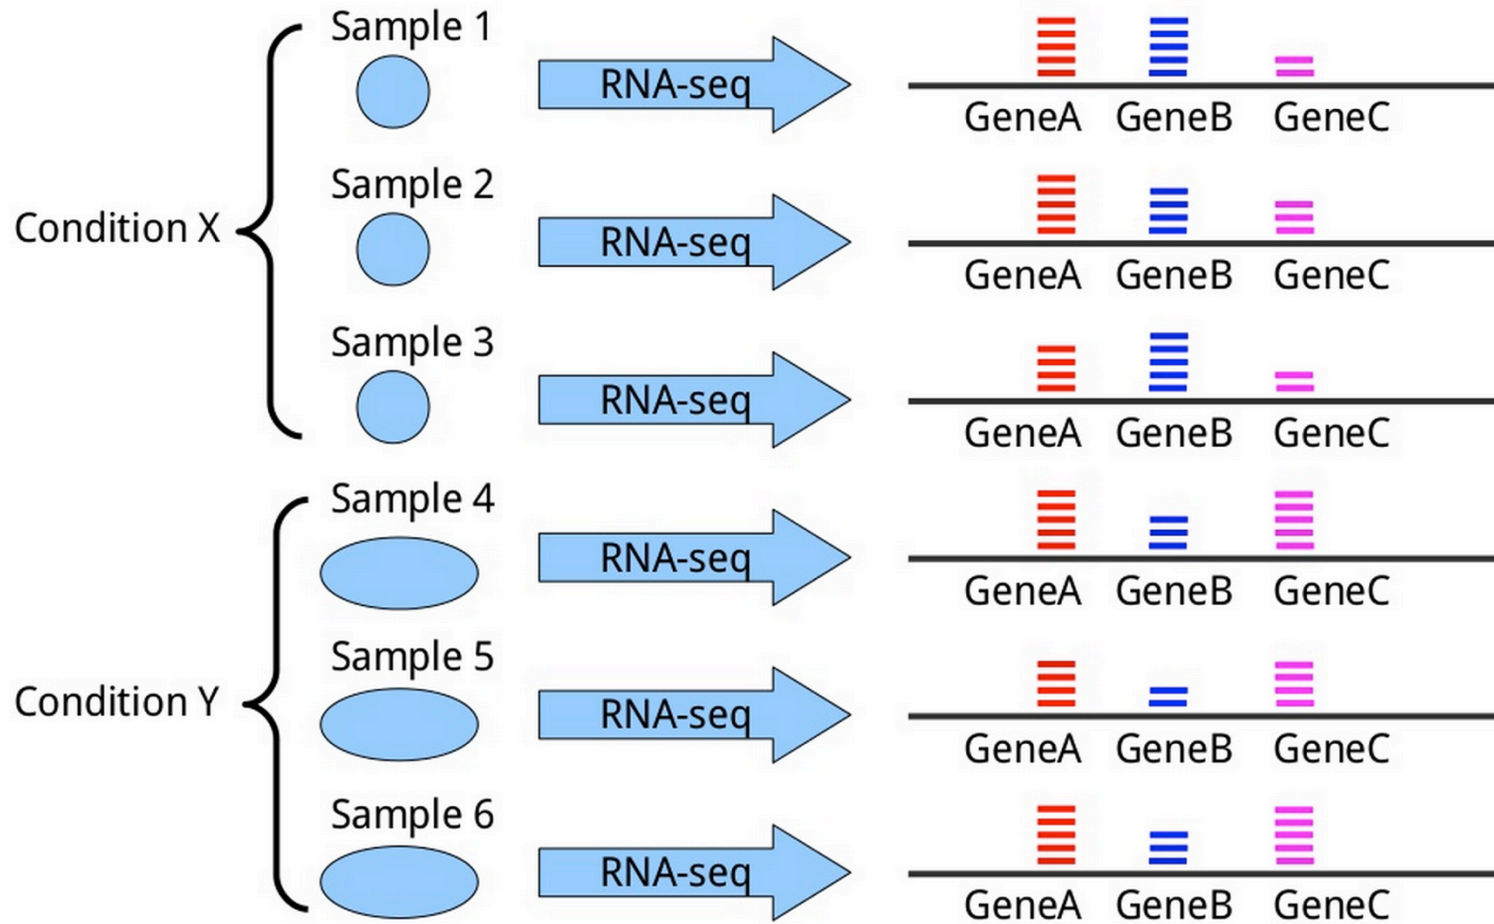 Sample 1
RNA-seq
GeneA GeneB GeneC
Sample 2
Condition X
RNA-seq
GeneA GeneB GeneC
Sample 3
RNA-seq
GeneA GeneB GeneC
Sample 4
RNA-seq
GeneA GeneB GeneC
Sample 5
Condition Y
RNA-seq
GeneA GeneB GeneC
Sample 6
RNA-seq
GeneA GeneB GeneC